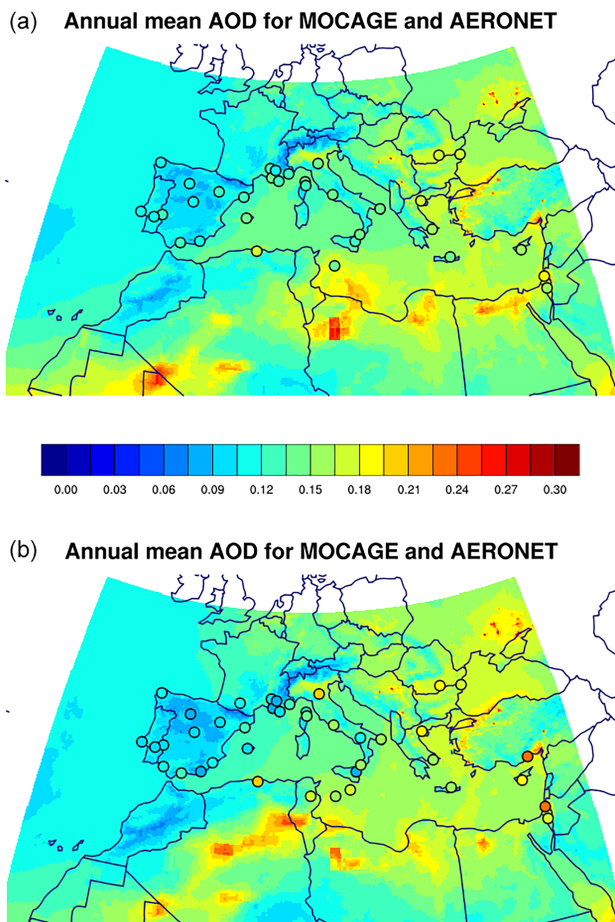 (a) Annual mean AOD for MOCAGE and AERONET
0.00 0.03 0.06 0.09 0.12 0.15 0.18 0.21 0.24 0.27 0.30
(b) Annual mean AOD for MOCAGE and AERONET